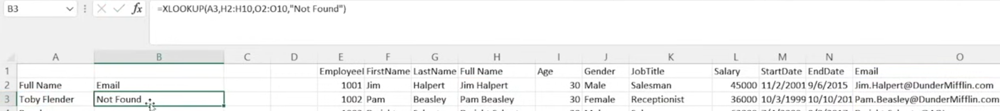 B3 fx =XLOOKUP(A3,H2:H10,O2:O10,"Not Found")
A B C D E F G H I J K L M N O
1 EmployeeI FirstName LastName Full Name Age Gender JobTitle Salary StartDate EndDate Email
2 Full Name Email 1001 Jim Halpert Jim Halpert 30 Male Salesman 45000 11/2/2001 9/6/2015 Jim.Halpert@DunderMifflin.com
3 Toby Flender Not Found 1002 Pam Beasley Pam Beasley 30 Female Receptionist 36000 10/3/1999 10/10/201 Pam.Beasley@DunderMifflin.com